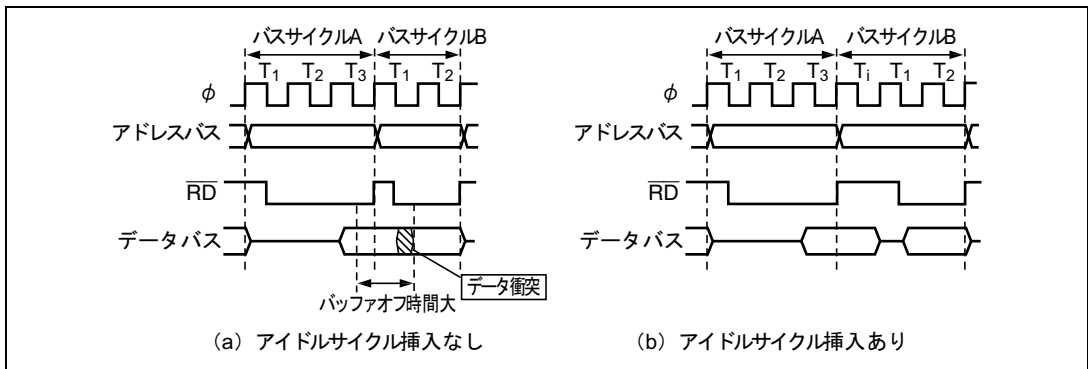 バスサイクルA バスサイクルB
T1 T2 T3 T1 T2
φ
アドレスバス
RD
データバス
データ衝突
バッファオフ時間大
(a) アイドルサイクル挿入なし
バスサイクルA バスサイクルB
T1 T2 T3 Ti T1 T2
φ
アドレスバス
RD
データバス
(b) アイドルサイクル挿入あり